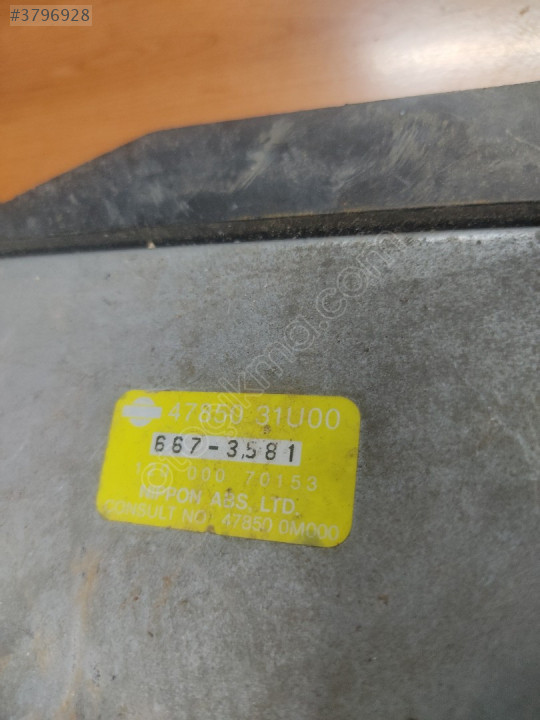 #3796928
47850 31U00
667-3581
000 70153
NIPPON ABS, LTD.
CONSULT NO. 47850 0M000